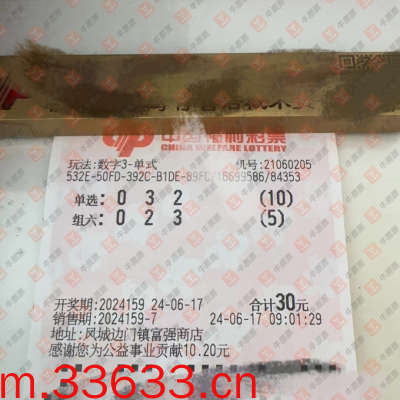 中国福利彩票
CHINA WELFARE LOTTERY
玩法:数字3-单式 机号:21060205
532E-50FD-392C-B1DE-89FC 16699586/84353
单选:0 3 2 (10)
组六:0 2 3 (5)
开奖期:2024159 24-06-17 合计30元
销售期:2024159-7 24-06-17 09:01:29
地址:凤城边门镇富强商店
感谢您为公益事业贡献10.20元
m.33633.cn